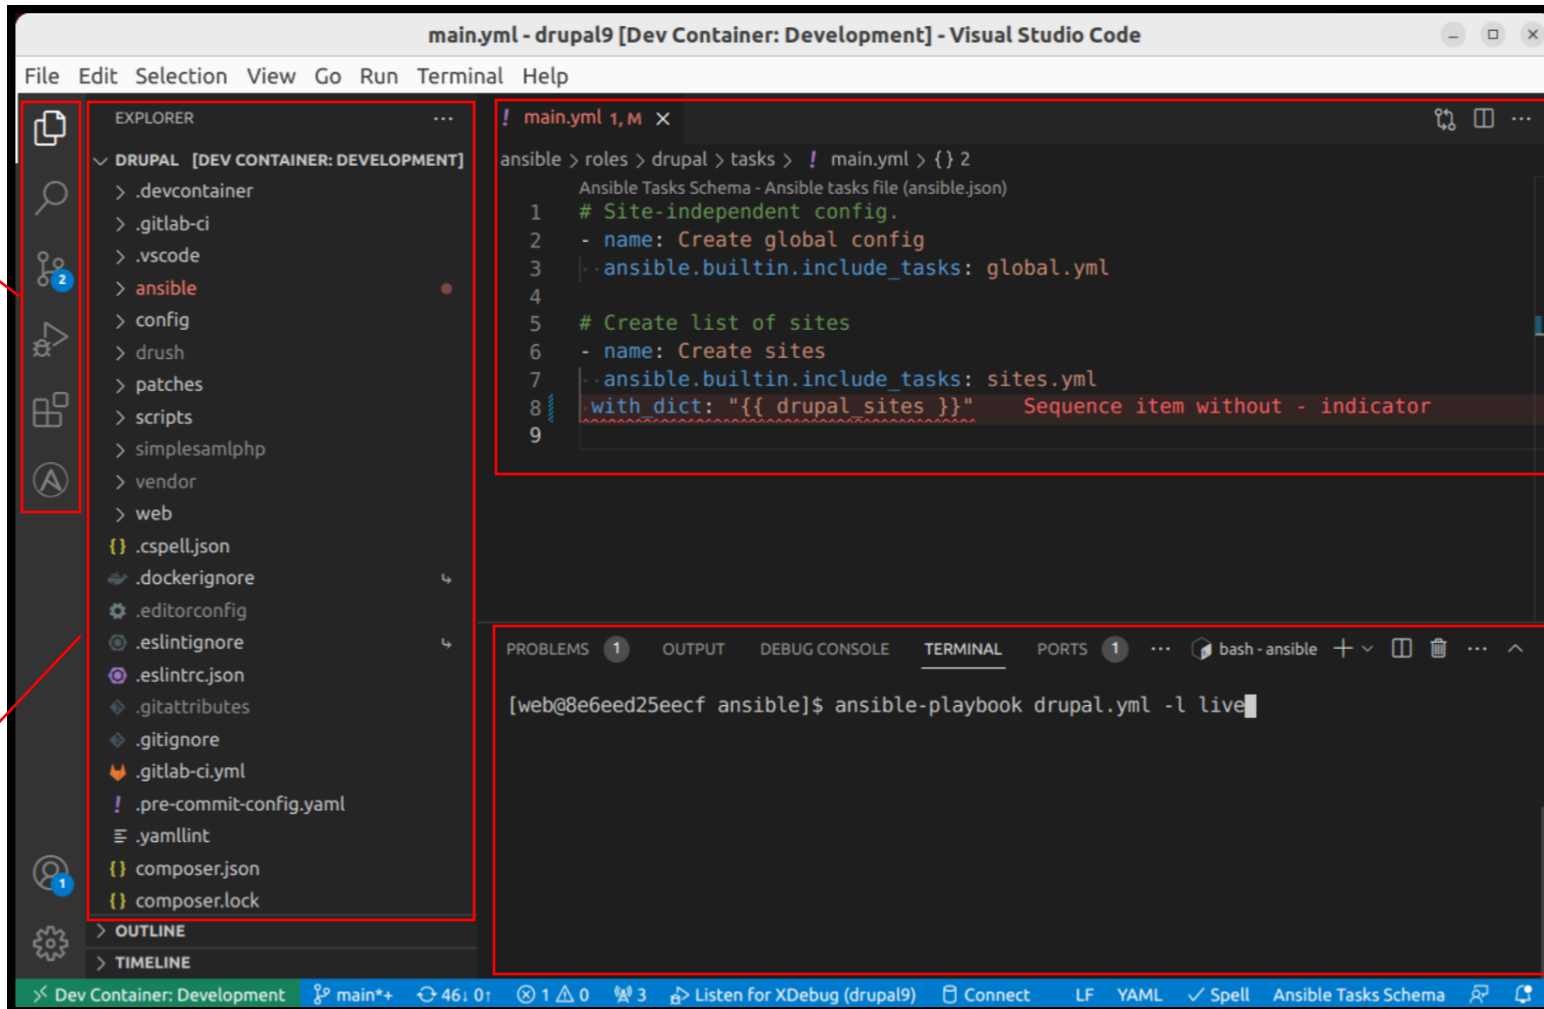 main.yml - drupal9 [Dev Container: Development] - Visual Studio Code
File Edit Selection View Go Run Terminal Help
EXPLORER
DRUPAL [DEV CONTAINER: DEVELOPMENT]
.devcontainer
.gitlab-ci
.vscode
ansible
config
drush
patches
scripts
simplesamlphp
vendor
web
{} .cspell.json
.dockerignore
.editorconfig
.eslintignore
.eslintrc.json
.gitattributes
.gitignore
.gitlab-ci.yml
! .pre-commit-config.yaml
.yamllint
{} composer.json
{} composer.lock
OUTLINE
TIMELINE
2
1
! main.yml 1, M
ansible > roles > drupal > tasks > ! main.yml > {} 2
Ansible Tasks Schema - Ansible tasks file (ansible.json)
1 # Site-independent config.
2 - name: Create global config
3 ansible.builtin.include_tasks: global.yml
4
5 # Create list of sites
6 - name: Create sites
7 ansible.builtin.include_tasks: sites.yml
8 with_dict: "{{ drupal_sites }}" Sequence item without - indicator
9
PROBLEMS 1 OUTPUT DEBUG CONSOLE TERMINAL PORTS 1 ... bash - ansible
[web@8e6eed25eecf ansible]$ ansible-playbook drupal.yml -l live
Dev Container: Development main*+ 46↓ 0↑ 1 0 3 Listen for XDebug (drupal9) Connect LF YAML Spell Ansible Tasks Schema